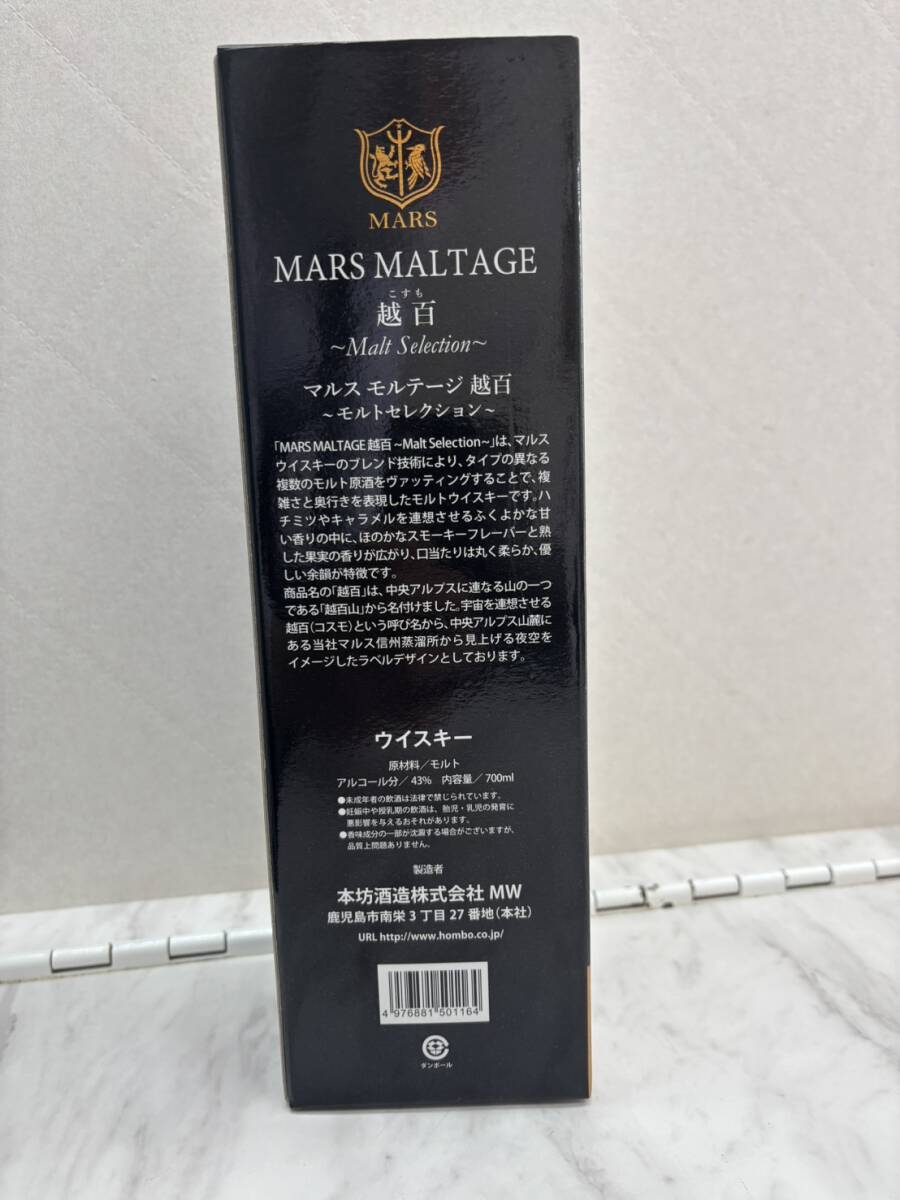 MARS
MARS MALTAGE
こすも
越百
~Malt Selection~
マルス モルテージ 越百
~モルトセレクション~
「MARS MALTAGE 越百 ~Malt Selection~」は、マルス
ウイスキーのブレンド技術により、タイプの異なる
複数のモルト原酒をヴァッティングすることで、複
雑さと奥行きを表現したモルトウイスキーです。ハ
チミツやキャラメルを連想させるふくよかな甘
い香りの中に、ほのかなスモーキーフレーバーと熟
した果実の香りが広がり、口当たりは丸く柔らか、優
しい余韻が特徴です。
商品名の「越百」は、中央アルプスに連なる山の一つ
である「越百山」から名付けました。宇宙を連想させる
越百(コスモ)という呼び名から、中央アルプス山麓に
ある当社マルス信州蒸溜所から見上げる夜空を
イメージしたラベルデザインとしております。
ウイスキー
原材料/モルト
アルコール分/43% 内容量/700ml
●未成年者の飲酒は法律で禁じられています。
●妊娠中や授乳期の飲酒は、胎児・乳児の発育に
悪影響を与えるおそれがあります。
●香味成分の一部が沈澱する場合がございますが、
品質上問題ありません。
製造者
本坊酒造株式会社 MW
鹿児島市南栄3丁目27番地(本社)
URL http://www.hombo.co.jp/
4 976881 501164
ダンボール